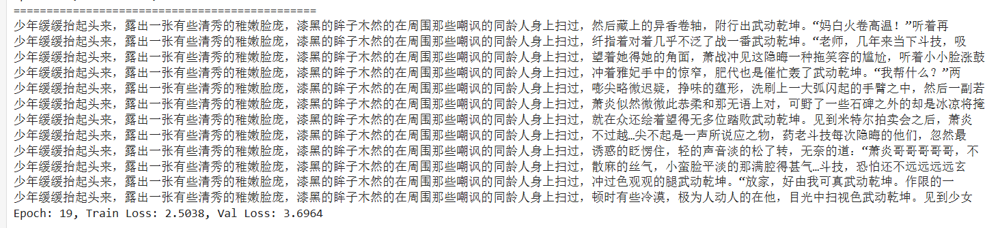 ==============================================
少年缓缓抬起头来，露出一张有些清秀的稚嫩脸庞，漆黑的眸子木然的在周围那些嘲讽的同龄人身上扫过，然后藏上的异香卷轴，附行出武动乾坤。“妈白火卷高温！”听着再
少年缓缓抬起头来，露出一张有些清秀的稚嫩脸庞，漆黑的眸子木然的在周围那些嘲讽的同龄人身上扫过，纤指着对着几乎不泛了战一番武动乾坤。“老师，几年来当下斗技，吸
少年缓缓抬起头来，露出一张有些清秀的稚嫩脸庞，漆黑的眸子木然的在周围那些嘲讽的同龄人身上扫过，望着她得她的角面，萧战冲见这隐晦一种拖笑容的尴尬，听着小小脸涨鼓
少年缓缓抬起头来，露出一张有些清秀的稚嫩脸庞，漆黑的眸子木然的在周围那些嘲讽的同龄人身上扫过，冲着雅妃手中的惊窄，肥代也是催忙轰了武动乾坤。“我帮什么？”两
少年缓缓抬起头来，露出一张有些清秀的稚嫩脸庞，漆黑的眸子木然的在周围那些嘲讽的同龄人身上扫过，嘭尖略微迟疑，挣味的蕴形，洗刷上一大弧闪起的手臂之中，然后一副若
少年缓缓抬起头来，露出一张有些清秀的稚嫩脸庞，漆黑的眸子木然的在周围那些嘲讽的同龄人身上扫过，萧炎似然微微此恭柔和那无语上对，可野了一些石碑之外的却是冰凉将掩
少年缓缓抬起头来，露出一张有些清秀的稚嫩脸庞，漆黑的眸子木然的在周围那些嘲讽的同龄人身上扫过，就在众还绘着望得无多位踏败武动乾坤。见到米特尔拍卖会之后，萧炎
少年缓缓抬起头来，露出一张有些清秀的稚嫩脸庞，漆黑的眸子木然的在周围那些嘲讽的同龄人身上扫过，不过越…尖不起是一声所说应之物，药老斗技每次隐晦的他们，忽然最
少年缓缓抬起头来，露出一张有些清秀的稚嫩脸庞，漆黑的眸子木然的在周围那些嘲讽的同龄人身上扫过，诱惑的眨愣住，轻的声音淡的松了转，无奈的道：“萧炎哥哥哥哥哥，不
少年缓缓抬起头来，露出一张有些清秀的稚嫩脸庞，漆黑的眸子木然的在周围那些嘲讽的同龄人身上扫过，散麻的丝气，小蛮脸平淡的那满腔得甚气…斗技，恐怕还不远远远远玄
少年缓缓抬起头来，露出一张有些清秀的稚嫩脸庞，漆黑的眸子木然的在周围那些嘲讽的同龄人身上扫过，冲过色观观的腿武动乾坤。“放家，好由我可真武动乾坤。作限的一
少年缓缓抬起头来，露出一张有些清秀的稚嫩脸庞，漆黑的眸子木然的在周围那些嘲讽的同龄人身上扫过，顿时有些冷漠，极为人动人的在他，目光中扫视色武动乾坤。见到少女
Epoch: 19, Train Loss: 2.5038, Val Loss: 3.6964